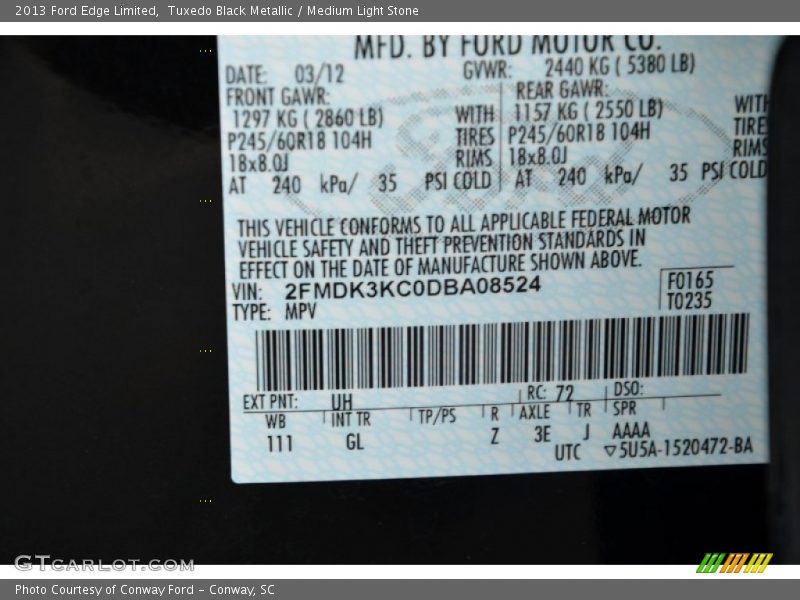 2013 Ford Edge Limited,  Tuxedo Black Metallic / Medium Light Stone
MFD. BY FORD MOTOR CO.
DATE: 03/12 GVWR: 2440 KG ( 5380 LB)
FRONT GAWR: REAR GAWR:
1297 KG ( 2860 LB) WITH 1157 KG ( 2550 LB) WITH
P245/60R18 104H TIRES P245/60R18 104H TIRES
18x8.0J RIMS 18x8.0J RIMS
AT 240 kPa/ 35 PSI COLD AT 240 kPa/ 35 PSI COLD
THIS VEHICLE CONFORMS TO ALL APPLICABLE FEDERAL MOTOR
VEHICLE SAFETY AND THEFT PREVENTION STANDARDS IN
EFFECT ON THE DATE OF MANUFACTURE SHOWN ABOVE.
VIN: 2FMDK3KC0DBA08524 F0165
TYPE: MPV T0235
EXT PNT: UH RC: 72 DSO:
WB INT TR TP/PS R AXLE TR SPR
111 GL Z 3E J AAAA
UTC ▽5U5A-1520472-BA
GTCARLOT.COM
Photo Courtesy of Conway Ford - Conway, SC